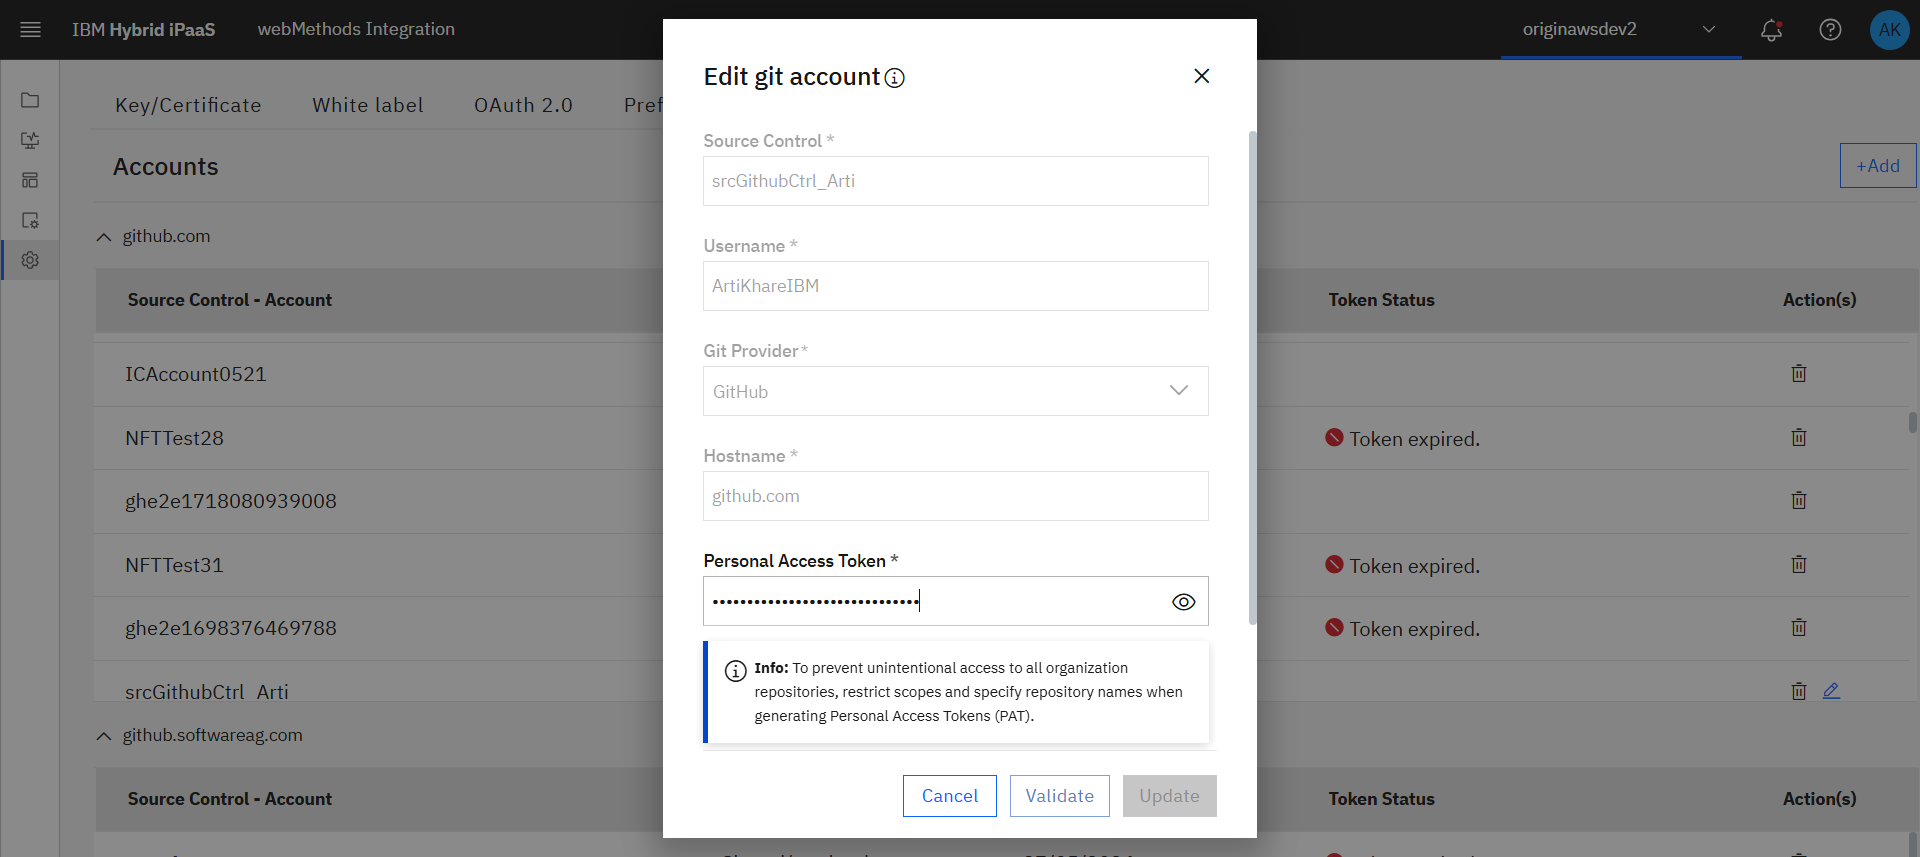 IBM Hybrid iPaaS
webMethods Integration
originawsdev2
AK
Key/Certificate
White label
OAuth 2.0
Pref
Accounts
+Add
github.com
Source Control - Account
Token Status
Action(s)
ICAccount0521
NFTTest28
Token expired.
ghe2e1718080939008
NFTTest31
Token expired.
ghe2e1698376469788
Token expired.
srcGithubCtrl_Arti
github.softwareag.com
Source Control - Account
Token Status
Action(s)
Token expired.
Edit git account
Source Control *
srcGithubCtrl_Arti
Username *
ArtiKhareIBM
Git Provider*
GitHub
Hostname *
github.com
Personal Access Token *
Info: To prevent unintentional access to all organization
repositories, restrict scopes and specify repository names when
generating Personal Access Tokens (PAT).
Cancel
Validate
Update